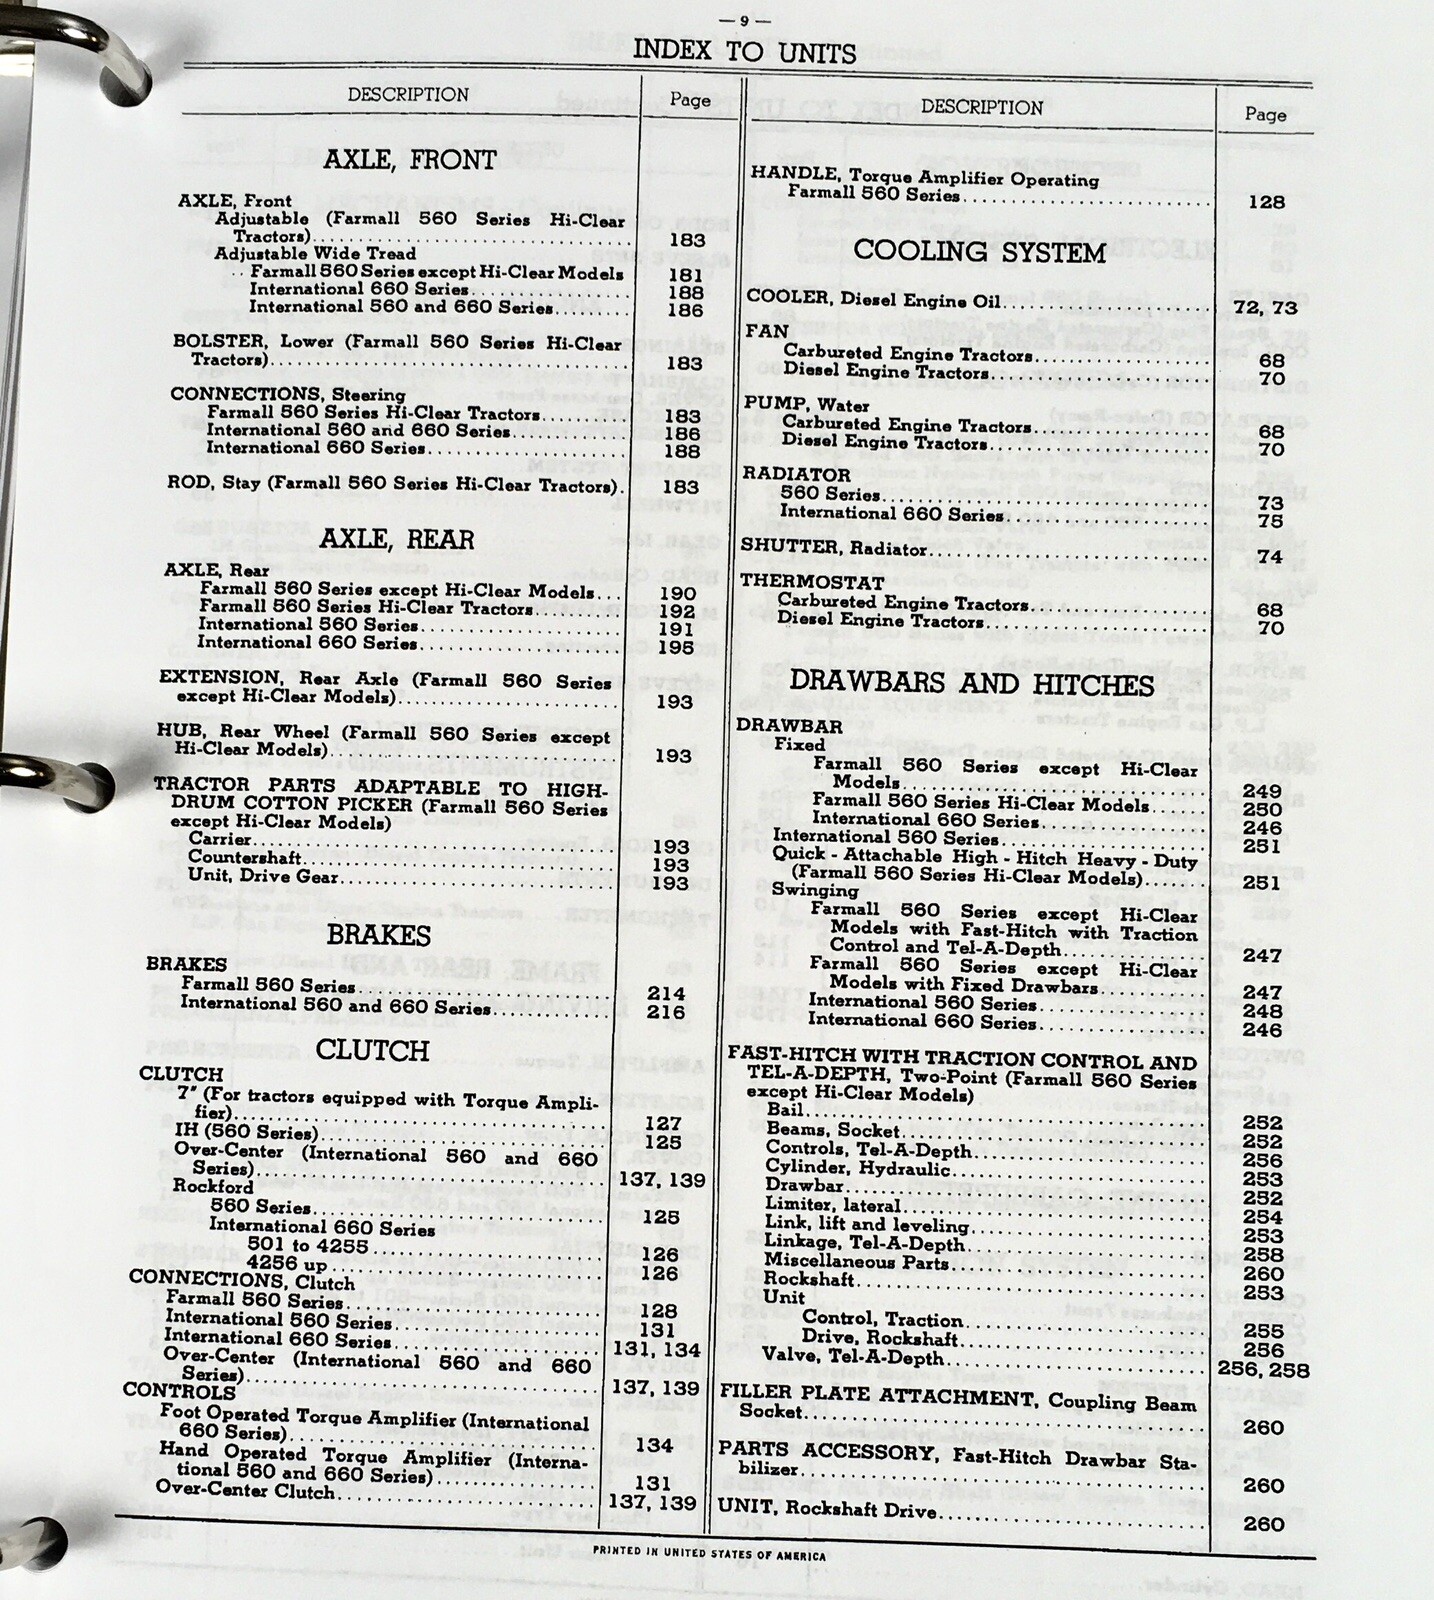 — 9 —
INDEX TO UNITS
DESCRIPTION Page
AXLE, FRONT
AXLE, Front
Adjustable (Farmall 560 Series Hi-Clear
Tractors) 183
Adjustable Wide Tread
Farmall 560 Series except Hi-Clear Models 181
International 660 Series 188
International 560 and 660 Series 186
BOLSTER, Lower (Farmall 560 Series Hi-Clear
Tractors) 183
CONNECTIONS, Steering
Farmall 560 Series Hi-Clear Tractors 183
International 560 and 660 Series 186
International 660 Series 188
ROD, Stay (Farmall 560 Series Hi-Clear Tractors) 183
AXLE, REAR
AXLE, Rear
Farmall 560 Series except Hi-Clear Models 190
Farmall 560 Series Hi-Clear Tractors 192
International 560 Series 191
International 660 Series 195
EXTENSION, Rear Axle (Farmall 560 Series
except Hi-Clear Models) 193
HUB, Rear Wheel (Farmall 560 Series except
Hi-Clear Models) 193
TRACTOR PARTS ADAPTABLE TO HIGH-
DRUM COTTON PICKER (Farmall 560 Series
except Hi-Clear Models)
Carrier 193
Countershaft 193
Unit, Drive Gear 193
BRAKES
BRAKES
Farmall 560 Series 214
International 560 and 660 Series 216
CLUTCH
CLUTCH
7" (For tractors equipped with Torque Ampli-
fier) 127
IH (560 Series) 125
Over-Center (International 560 and 660
Series) 137, 139
Rockford
560 Series 125
International 660 Series
501 to 4255 126
4256 up 126
CONNECTIONS, Clutch
Farmall 560 Series 128
International 560 Series 131
International 660 Series 131, 134
Over-Center (International 560 and 660
Series) 137, 139
CONTROLS
Foot Operated Torque Amplifier (International
660 Series) 134
Hand Operated Torque Amplifier (Interna-
tional 560 and 660 Series) 131
Over-Center Clutch 137, 139
DESCRIPTION Page
HANDLE, Torque Amplifier Operating
Farmall 560 Series 128
COOLING SYSTEM
COOLER, Diesel Engine Oil 72, 73
FAN
Carbureted Engine Tractors 68
Diesel Engine Tractors 70
PUMP, Water
Carbureted Engine Tractors 68
Diesel Engine Tractors 70
RADIATOR
560 Series 73
International 660 Series 75
SHUTTER, Radiator 74
THERMOSTAT
Carbureted Engine Tractors 68
Diesel Engine Tractors 70
DRAWBARS AND HITCHES
DRAWBAR
Fixed
Farmall 560 Series except Hi-Clear
Models 249
Farmall 560 Series Hi-Clear Models 250
International 660 Series 246
International 560 Series 251
Quick - Attachable High - Hitch Heavy - Duty
(Farmall 560 Series Hi-Clear Models) 251
Swinging
Farmall 560 Series except Hi-Clear
Models with Fast-Hitch with Traction
Control and Tel-A-Depth 247
Farmall 560 Series except Hi-Clear
Models with Fixed Drawbars 247
International 560 Series 248
International 660 Series 246
FAST-HITCH WITH TRACTION CONTROL AND
TEL-A-DEPTH, Two-Point (Farmall 560 Series
except Hi-Clear Models)
Bail 252
Beams, Socket 252
Controls, Tel-A-Depth 256
Cylinder, Hydraulic 253
Drawbar 252
Limiter, lateral 254
Link, lift and leveling 253
Linkage, Tel-A-Depth 258
Miscellaneous Parts 260
Rockshaft 253
Unit
Control, Traction 255
Drive, Rockshaft 256
Valve, Tel-A-Depth 256, 258
FILLER PLATE ATTACHMENT, Coupling Beam
Socket 260
PARTS ACCESSORY, Fast-Hitch Drawbar Sta-
bilizer 260
UNIT, Rockshaft Drive 260
PRINTED IN UNITED STATES OF AMERICA